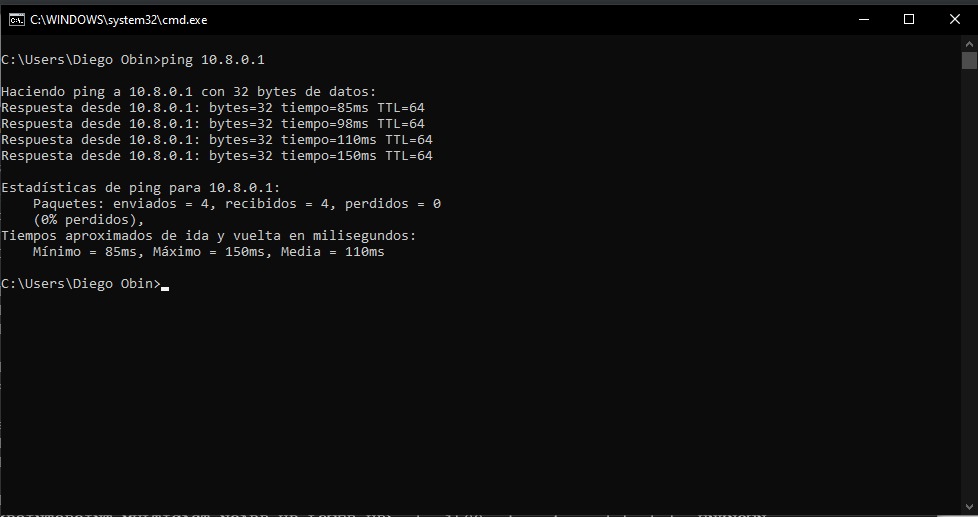 C:\WINDOWS\system32\cmd.exe
C:\Users\Diego Obin>ping 10.8.0.1
Haciendo ping a 10.8.0.1 con 32 bytes de datos:
Respuesta desde 10.8.0.1: bytes=32 tiempo=85ms TTL=64
Respuesta desde 10.8.0.1: bytes=32 tiempo=98ms TTL=64
Respuesta desde 10.8.0.1: bytes=32 tiempo=110ms TTL=64
Respuesta desde 10.8.0.1: bytes=32 tiempo=150ms TTL=64
Estadísticas de ping para 10.8.0.1:
Paquetes: enviados = 4, recibidos = 4, perdidos = 0
(0% perdidos),
Tiempos aproximados de ida y vuelta en milisegundos:
Mínimo = 85ms, Máximo = 150ms, Media = 110ms
C:\Users\Diego Obin>